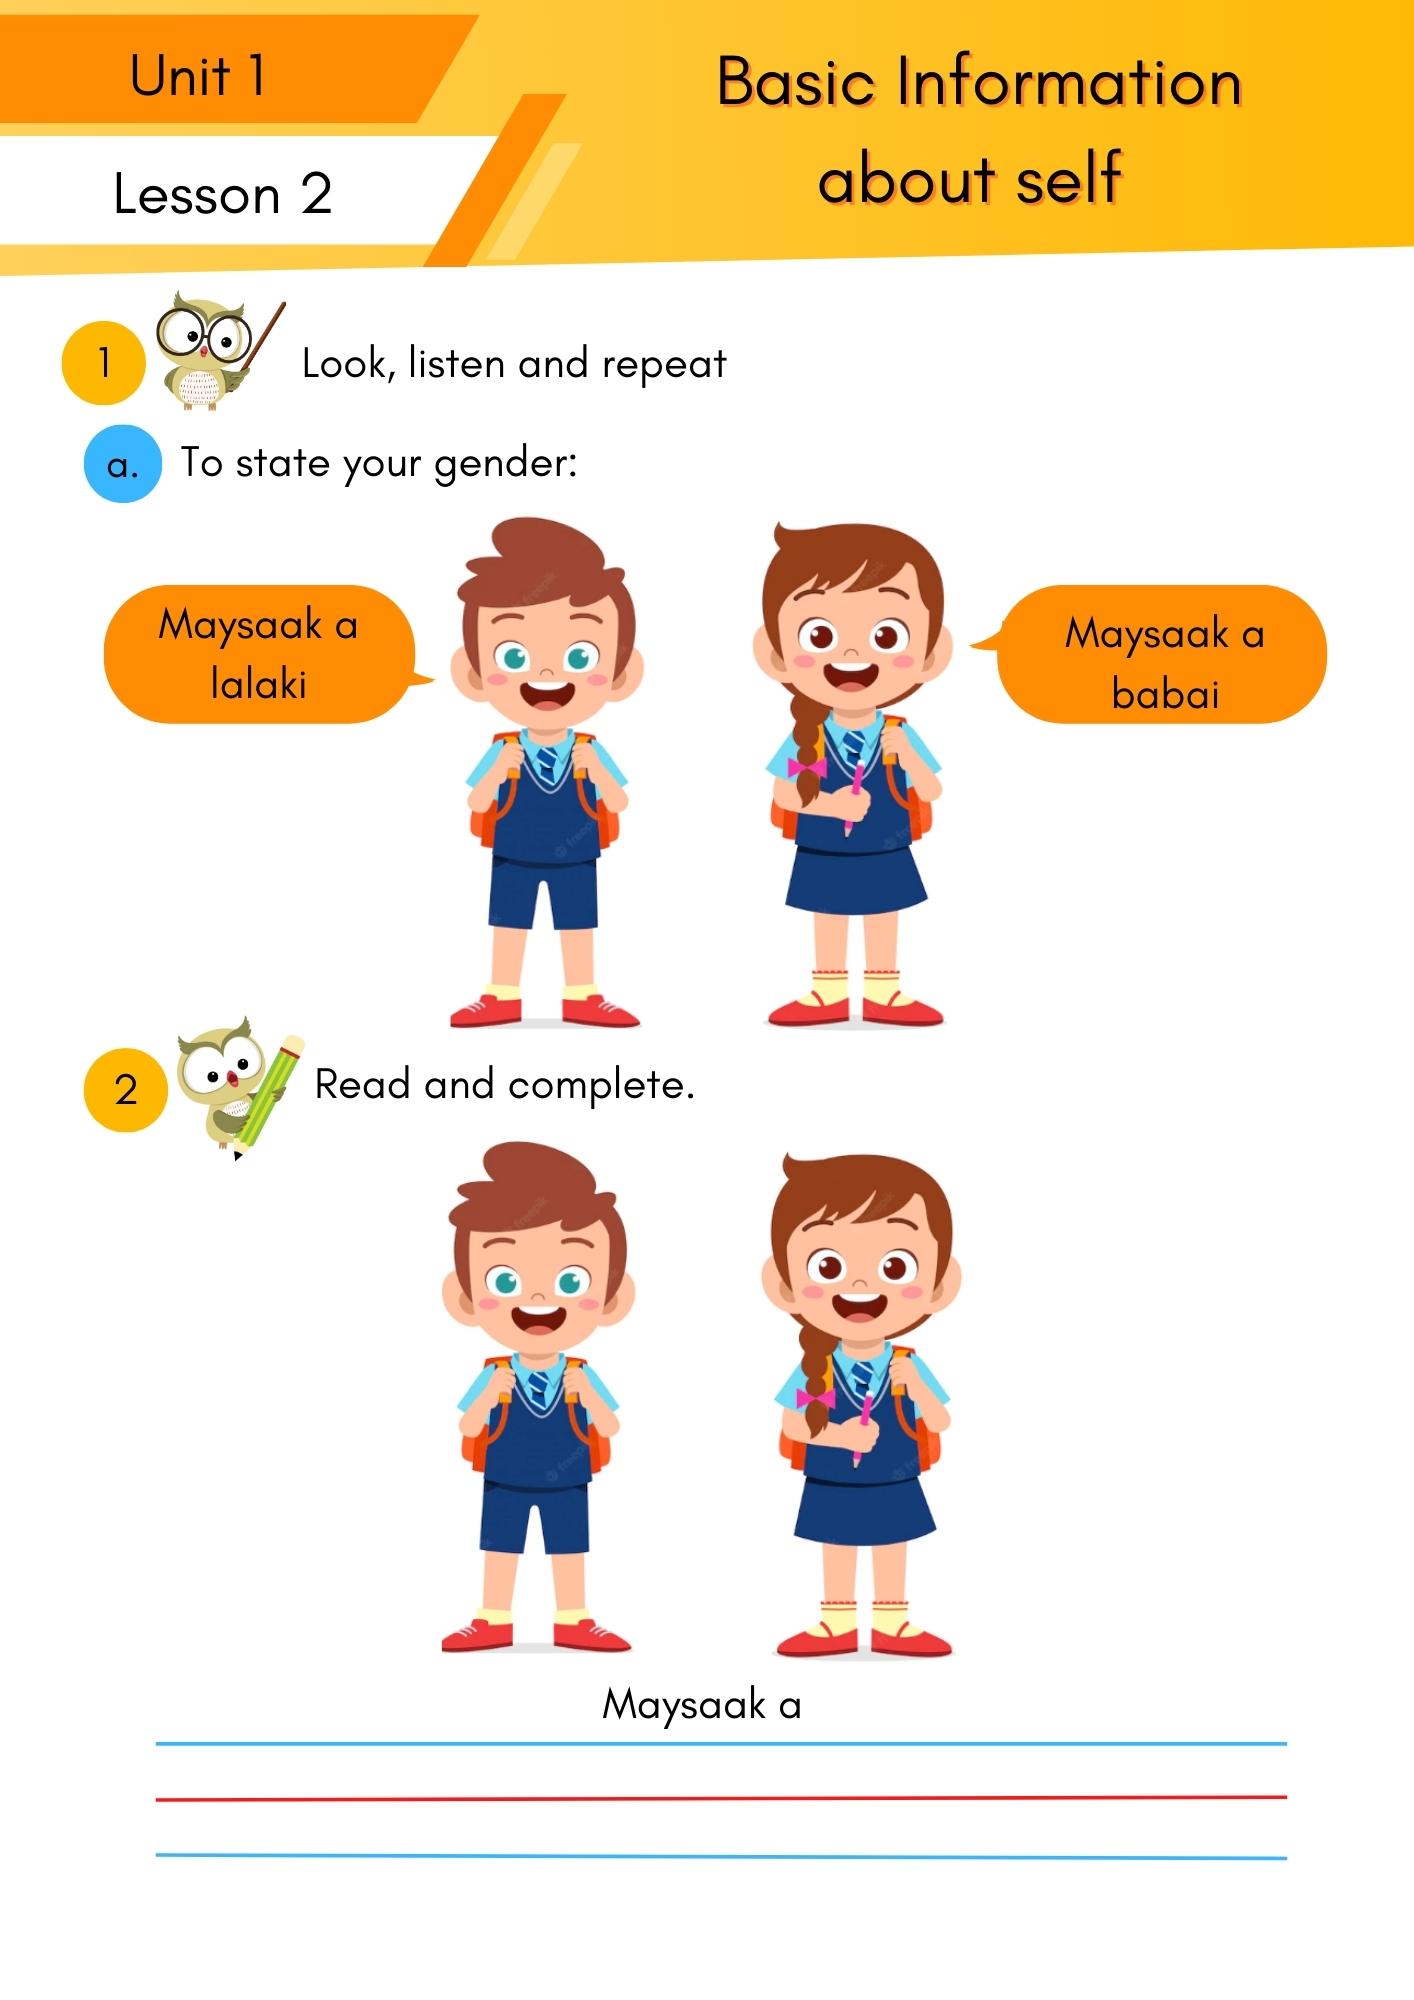 Unit 1
Lesson 2
Basic Information
about self
1
Look, listen and repeat
a.
To state your gender:
Maysaak a
lalaki
Maysaak a
babai
2
Read and complete.
Maysaak a